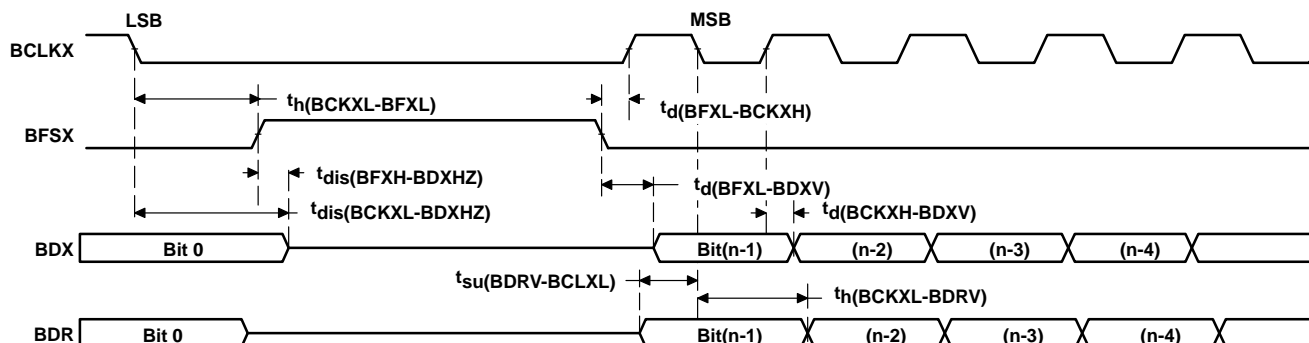 LSB MSB
BCLKX
th(BCKXL-BFXL) td(BFXL-BCKXH)
BFSX
tdis(BFXH-BDXHZ) td(BFXL-BDXV)
tdis(BCKXL-BDXHZ) td(BCKXH-BDXV)
BDX Bit 0 Bit(n-1) (n-2) (n-3) (n-4)
tsu(BDRV-BCLXL) th(BCKXL-BDRV)
BDR Bit 0 Bit(n-1) (n-2) (n-3) (n-4)